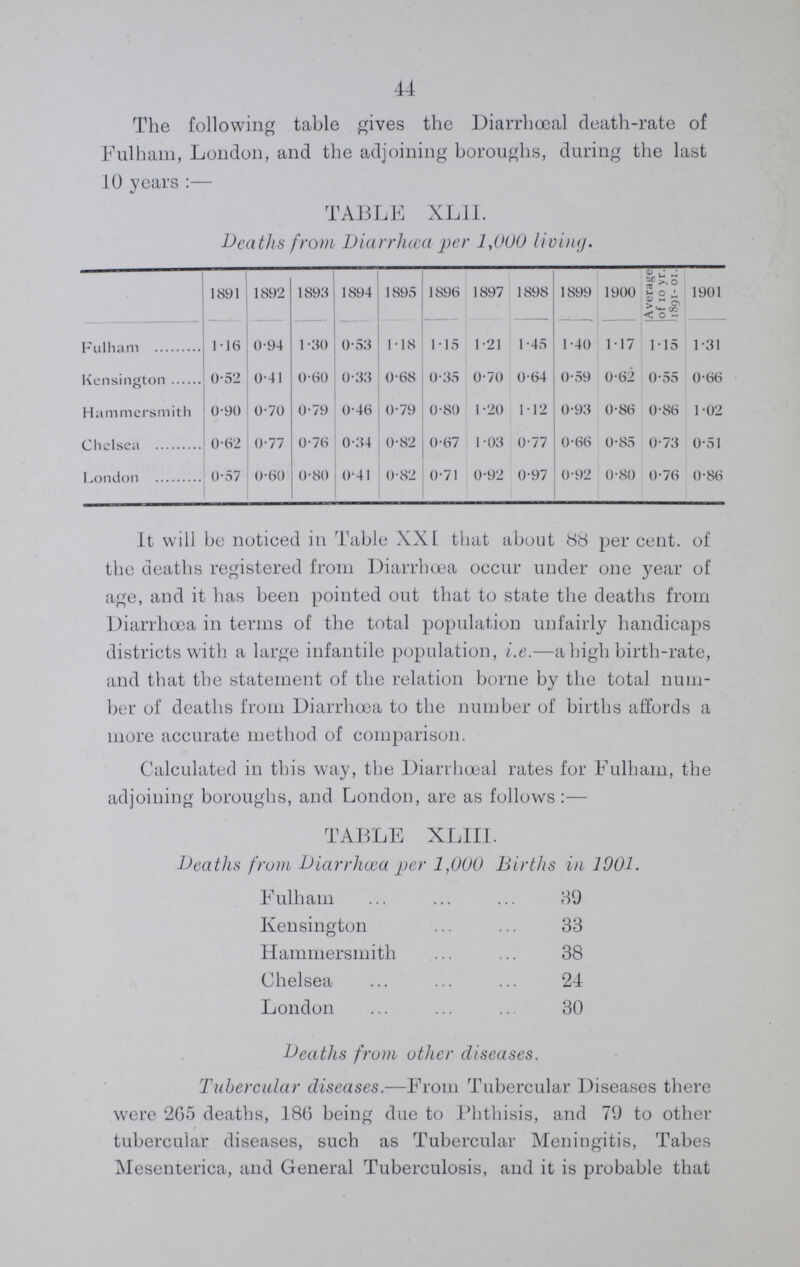 44
The following table gives the Diarrhœal death-rate of
Fulham, London, and the adjoining boroughs, during the last
10 years :—
TABLE XLII.
Deaths from Diarrhœa per 1,000 living.
1891 1892 1893 1894 1895 1896 1897 1898 1899 1900 Average of 10 yr. 1891-01. 1901
Fulham ......... 1·16 0·94 1·30 0·53 1·18 1·15 1·21 1·45 1·40 1·17 1·15 1·31
Kensington ...... 0·52 0·41 0·60 0·33 0·68 0·35 0·70 0·64 0·59 0·62 0·55 0·66
Hammersmith 0·90 0·70 0·79 0·46 0·79 0·80 1·20 1·12 0·93 0·86 0·86 1·02
Chelsea ......... 0·62 0·77 0·76 0·34 0·82 0·67 1·03 0·77 0·66 0·85 0·73 0·51
London ......... 0·57 0·60 0·80 0·41 0·82 0·71 0·92 0·97 0·92 0·80 0·76 0·86
It will be noticed in Table XXI that about 88 per cent. of
the deaths registered from Diarrhœa occur under one year of
age, and it has been pointed out that to state the deaths from
Diarrhœa in terms of the total population unfairly handicaps
districts with a large infantile population, i.e.—a high birth-rate,
and that the statement of the relation borne by the total num-
ber of deaths from Diarrhœa to the number of births affords a
more accurate method of comparison.
Calculated in this way, the Diarrhœal rates for Fulham, the
adjoining boroughs, and London, are as follows :—
TABLE XLIII.
Deaths from Diarrhœa per 1,000 Births in 1901.
Fulham ... ... ... 39
Kensington ... ... 33
Hammersmith ... ... 38
Chelsea ... ... ... 24
London ... ... ... 30
Deaths from other diseases.
Tubercular diseases.—From Tubercular Diseases there
were 265 deaths, 186 being due to Phthisis, and 79 to other
tubercular diseases, such as Tubercular Meningitis, Tabes
Mesenterica, and General Tuberculosis, and it is probable that